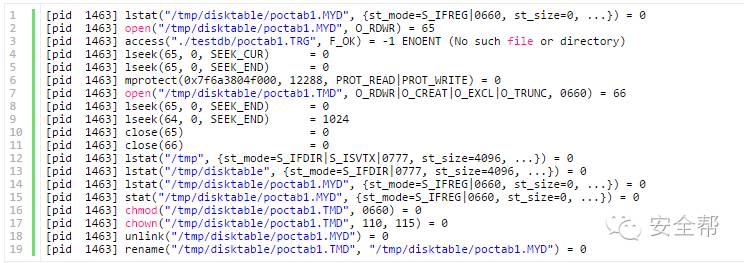 1 [pid  1463] lstat("/tmp/disktable/poctab1.MYD", {st_mode=S_IFREG|0660, st_size=0, ...}) = 0
2 [pid  1463] open("/tmp/disktable/poctab1.MYD", O_RDWR) = 65
3 [pid  1463] access("./testdb/poctab1.TRG", F_OK) = -1 ENOENT (No such file or directory)
4 [pid  1463] lseek(65, 0, SEEK_CUR)       = 0
5 [pid  1463] lseek(65, 0, SEEK_END)       = 0
6 [pid  1463] mprotect(0x7f6a3804f000, 12288, PROT_READ|PROT_WRITE) = 0
7 [pid  1463] open("/tmp/disktable/poctab1.TMD", O_RDWR|O_CREAT|O_EXCL|O_TRUNC, 0660) = 66
8 [pid  1463] lseek(65, 0, SEEK_END)       = 0
9 [pid  1463] lseek(64, 0, SEEK_END)       = 1024
10 [pid  1463] close(65)                    = 0
11 [pid  1463] close(66)                    = 0
12 [pid  1463] lstat("/tmp", {st_mode=S_IFDIR|S_ISVTX|0777, st_size=4096, ...}) = 0
13 [pid  1463] lstat("/tmp/disktable", {st_mode=S_IFDIR|0777, st_size=4096, ...}) = 0
14 [pid  1463] lstat("/tmp/disktable/poctab1.MYD", {st_mode=S_IFREG|0660, st_size=0, ...}) = 0
15 [pid  1463] stat("/tmp/disktable/poctab1.MYD", {st_mode=S_IFREG|0660, st_size=0, ...}) = 0
16 [pid  1463] chmod("/tmp/disktable/poctab1.TMD", 0660) = 0
17 [pid  1463] chown("/tmp/disktable/poctab1.TMD", 110, 115) = 0
18 [pid  1463] unlink("/tmp/disktable/poctab1.MYD") = 0
19 [pid  1463] rename("/tmp/disktable/poctab1.TMD", "/tmp/disktable/poctab1.MYD") = 0
安全帮